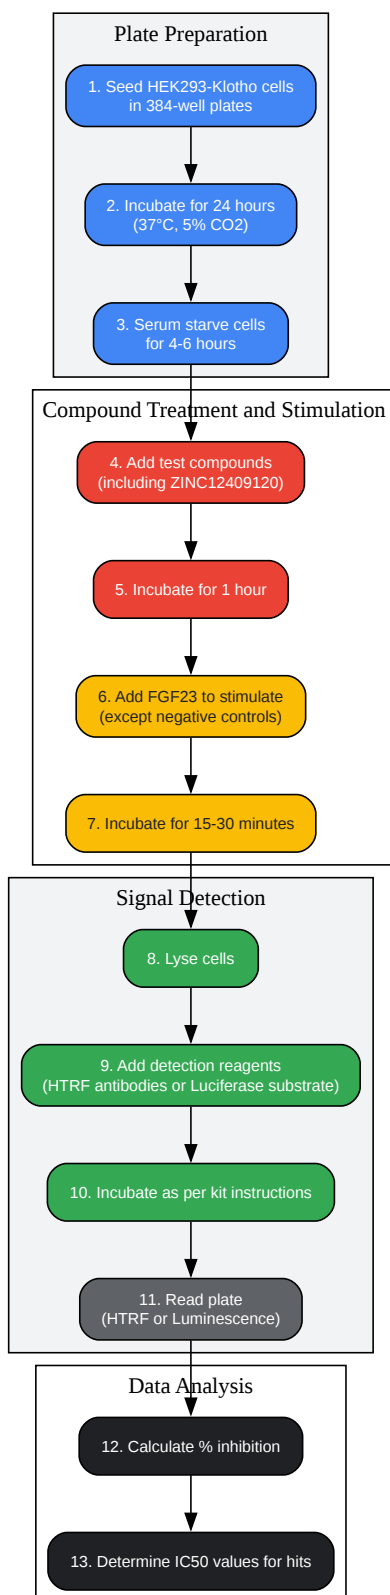 Plate Preparation
1. Seed HEK293-Klotho cells
in 384-well plates
2. Incubate for 24 hours
(37°C, 5% CO2)
3. Serum starve cells
for 4-6 hours
Compound Treatment and Stimulation
4. Add test compounds
(including ZINC12409120)
5. Incubate for 1 hour
6. Add FGF23 to stimulate
(except negative controls)
7. Incubate for 15-30 minutes
Signal Detection
8. Lyse cells
9. Add detection reagents
(HTRF antibodies or Luciferase substrate)
10. Incubate as per kit instructions
11. Read plate
(HTRF or Luminescence)
Data Analysis
12. Calculate % inhibition
13. Determine IC50 values for hits